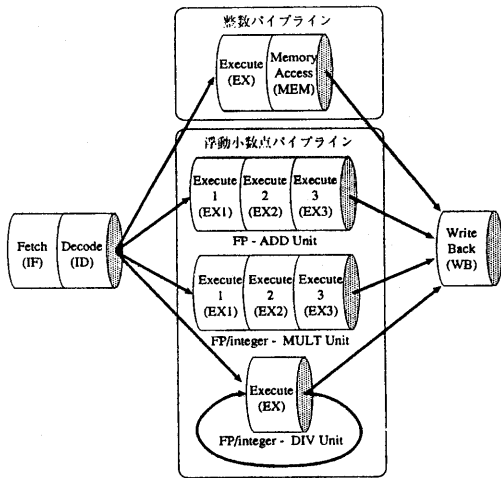 整数パイプライン
Execute
(EX)
Memory
Access
(MEM)
浮動小数点パイプライン
Execute
1
(EX1)
Execute
2
(EX2)
Execute
3
(EX3)
FP - ADD Unit
Fetch
(IF)
Decode
(ID)
Write
Back
(WB)
Execute
1
(EX1)
Execute
2
(EX2)
Execute
3
(EX3)
FP/integer - MULT Unit
Execute
(EX)
FP/integer - DIV Unit